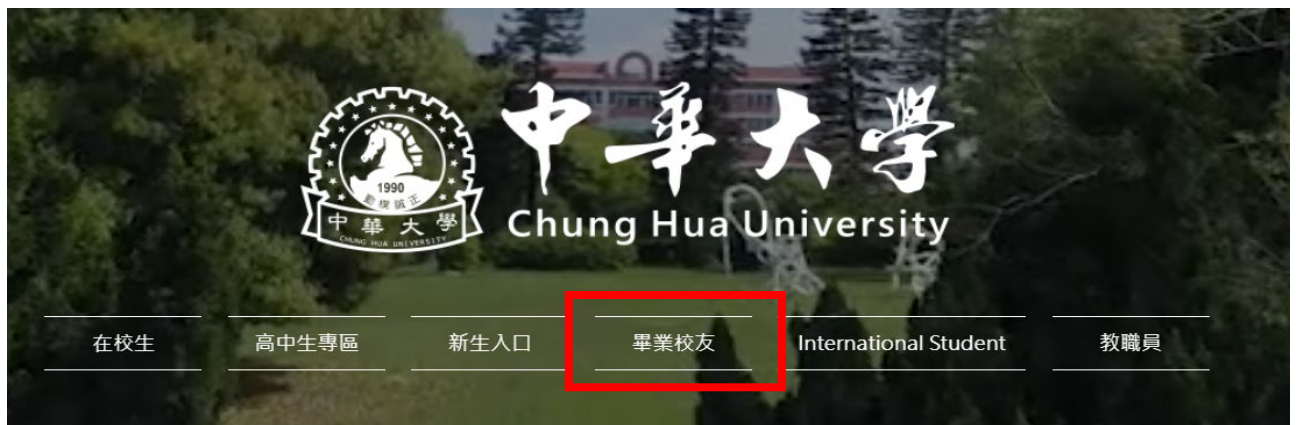 中華大學
Chung Hua University
1990
勤樸誠正
中華大學
CHUNG HUA UNIVERSITY
在校生
高中生專區
新生入口
畢業校友
International Student
教職員